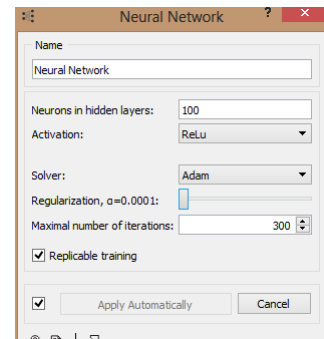 Neural Network ? ×
Name
Neural Network
Neurons in hidden layers: 100
Activation: ReLu
Solver: Adam
Regularization, α=0.0001:
Maximal number of iterations: 300
Replicable training
Apply Automatically Cancel